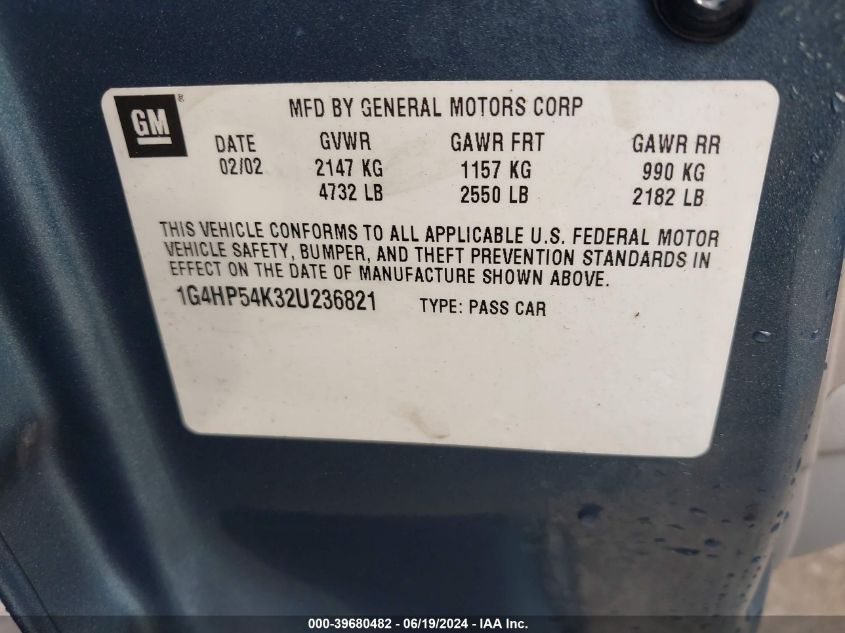 GM®
MFD BY GENERAL MOTORS CORP
DATE GVWR GAWR FRT GAWR RR
02/02 2147 KG 1157 KG 990 KG
4732 LB 2550 LB 2182 LB
THIS VEHICLE CONFORMS TO ALL APPLICABLE U.S. FEDERAL MOTOR
VEHICLE SAFETY, BUMPER, AND THEFT PREVENTION STANDARDS IN
EFFECT ON THE DATE OF MANUFACTURE SHOWN ABOVE.
1G4HP54K32U236821 TYPE: PASS CAR
000-39680482 - 06/19/2024 - IAA Inc.